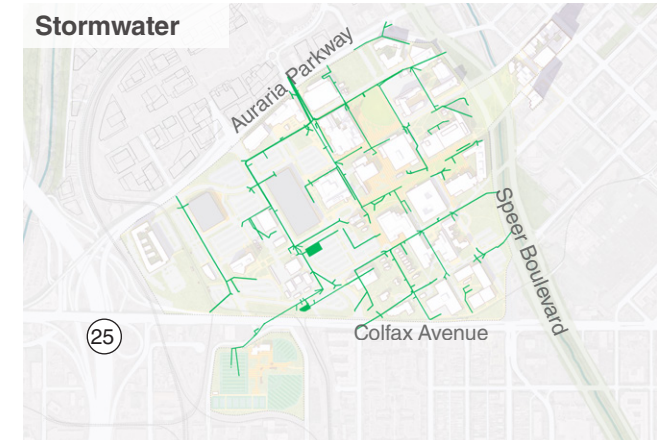 Stormwater
Auraria Parkway
Speer Boulevard
25
Colfax Avenue